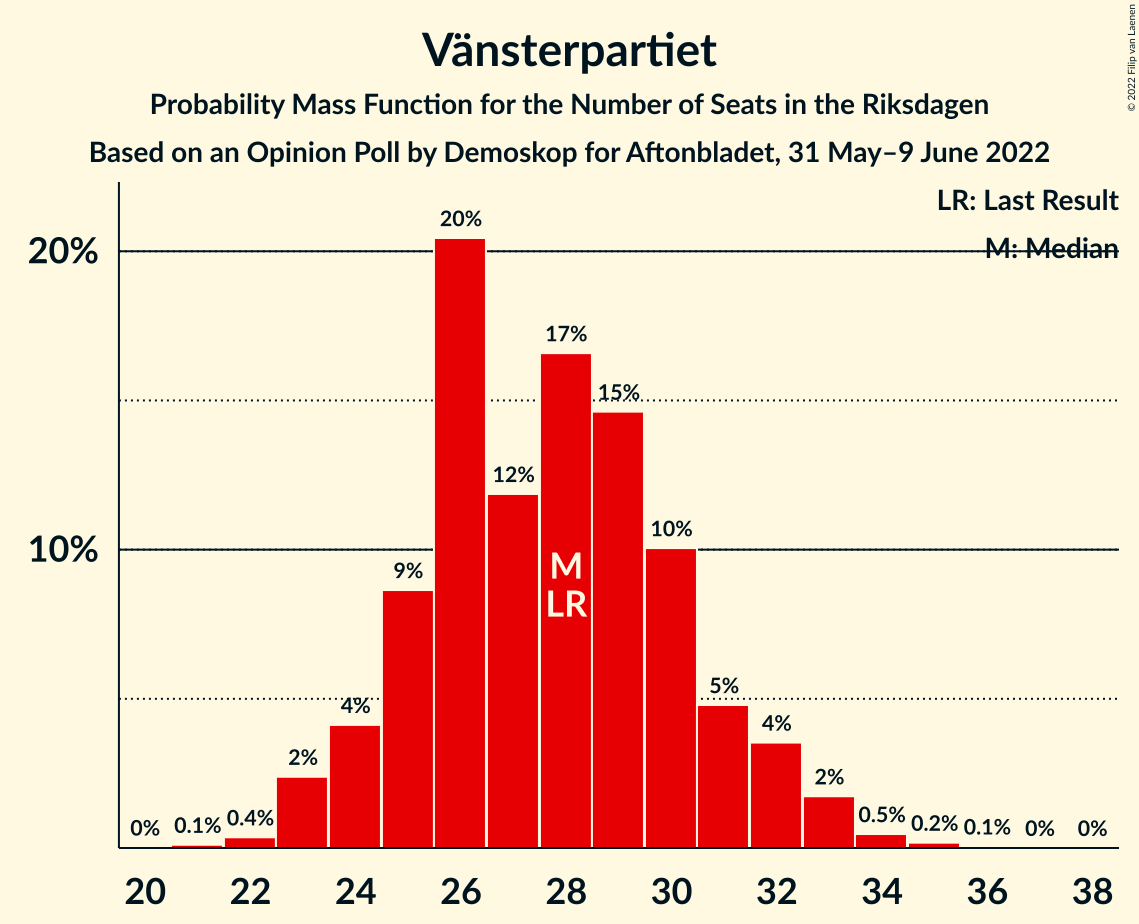 Vänsterpartiet
Probability Mass Function for the Number of Seats in the Riksdagen
Based on an Opinion Poll by Demoskop for Aftonbladet, 31 May–9 June 2022
© 2022 Filip van Laenen
LR: Last Result
M: Median
20%
10%
0%
0.1%
0.4%
2%
4%
9%
20%
12%
17%
15%
10%
5%
4%
2%
0.5%
0.2%
0.1%
0%
0%
M
LR
20 22 24 26 28 30 32 34 36 38